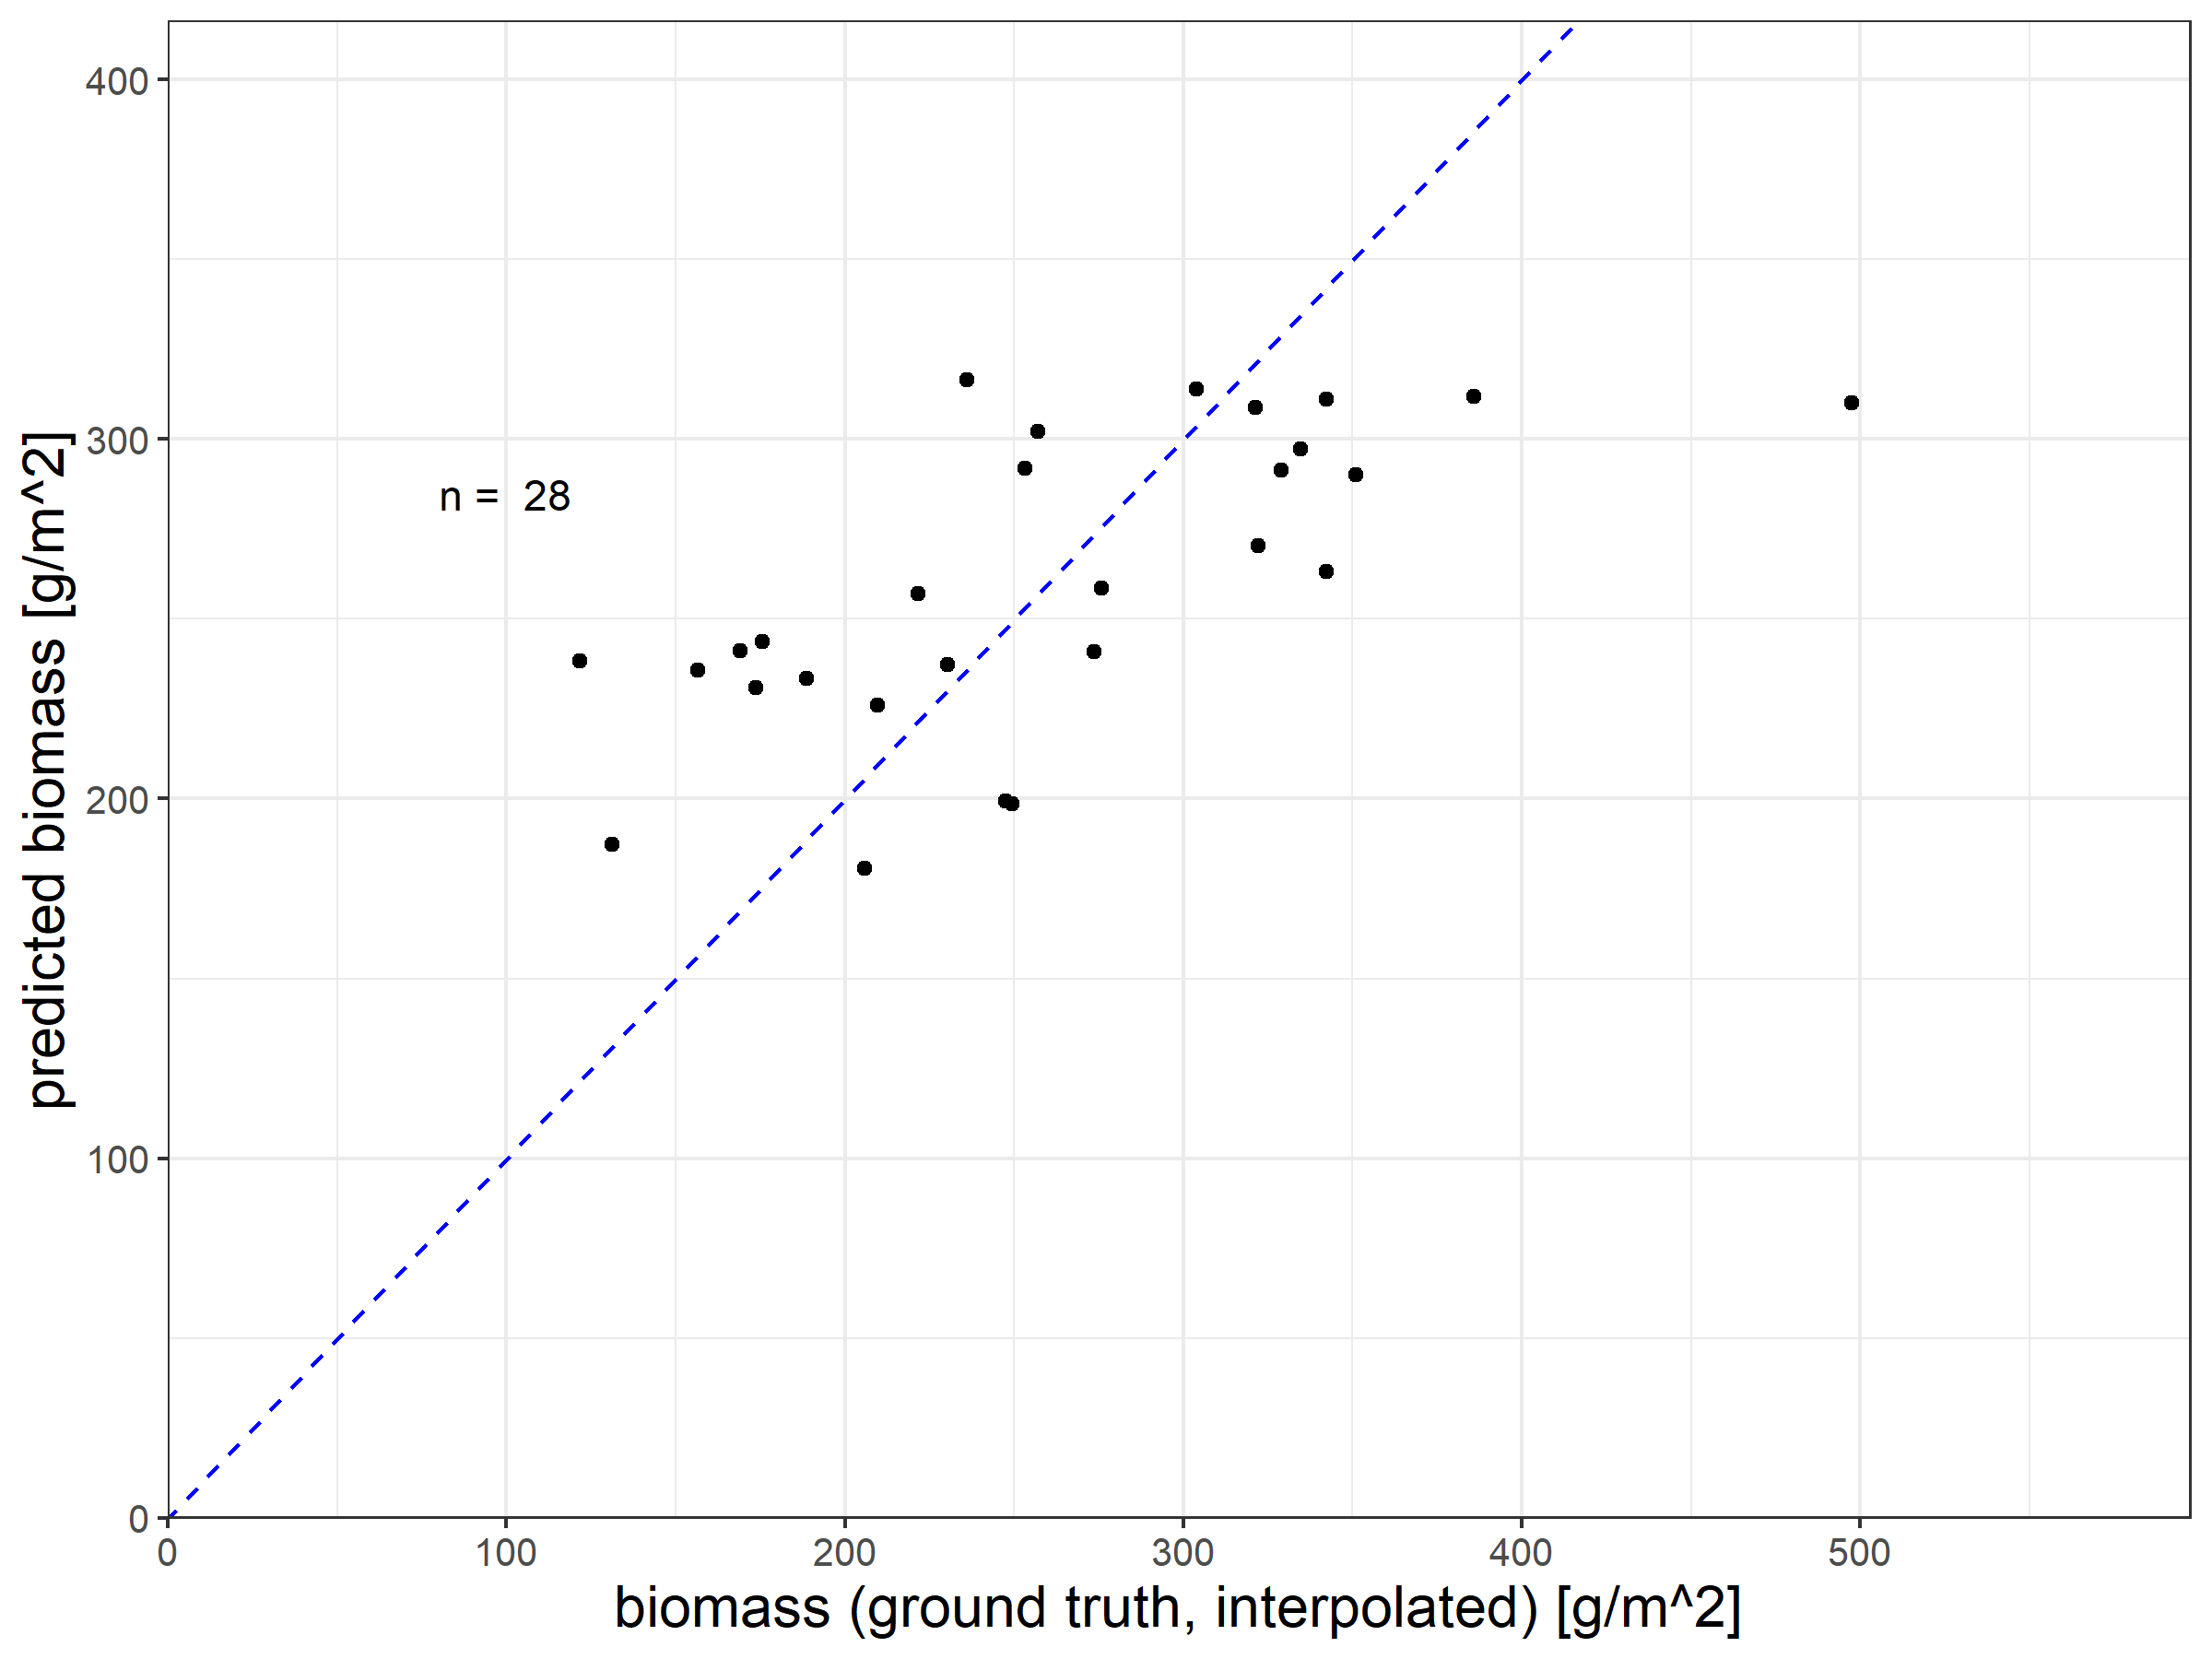 400
300
200
100
0
predicted biomass [g/m^2]
n = 28
0 100 200 300 400 500
biomass (ground truth, interpolated) [g/m^2]